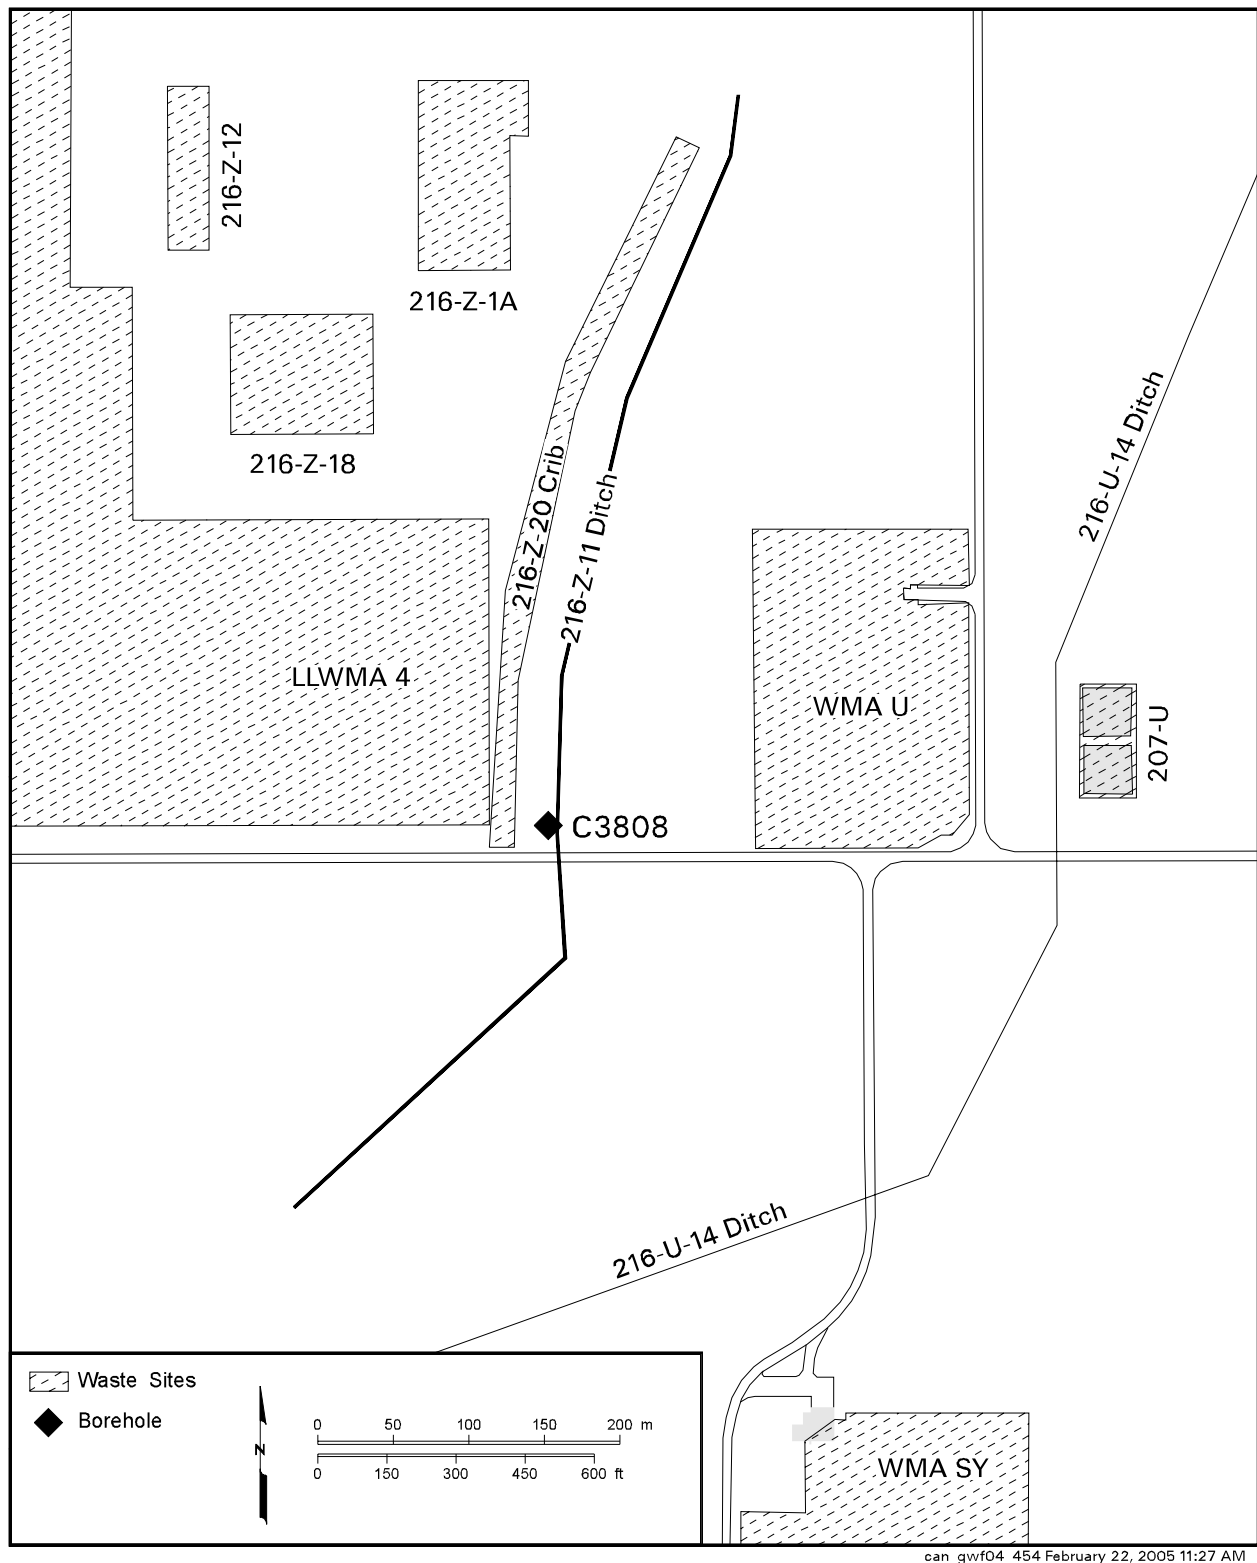 216-Z-12
216-Z-1A
216-Z-18
216-U-14 Ditch
216-Z-20 Crib
216-Z-11 Ditch
LLWMA 4
WMA U
207-U
C3808
216-U-14 Ditch
Waste Sites
Borehole
N
0 50 100 150 200 m
0 150 300 450 600 ft
WMA SY
can_gwf04_454 February 22, 2005 11:27 AM